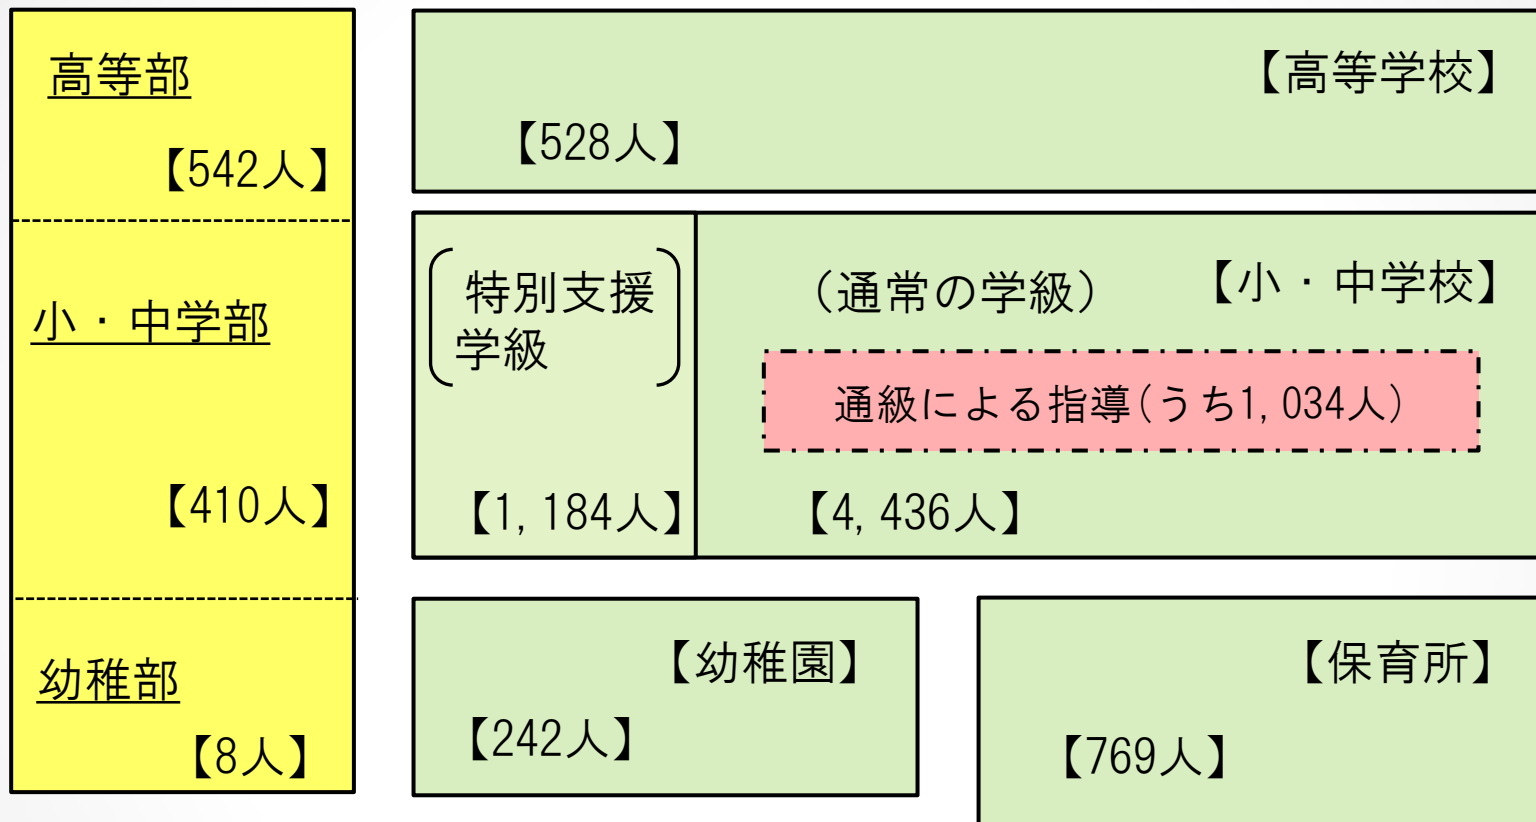 高等部
【542人】
小・中学部
【410人】
幼稚部
【8人】
【高等学校】
【528人】
特別支援
学級
【1,184人】
(通常の学級)
【小・中学校】
通級による指導(うち1,034人)
【4,436人】
【幼稚園】
【242人】
【保育所】
【769人】